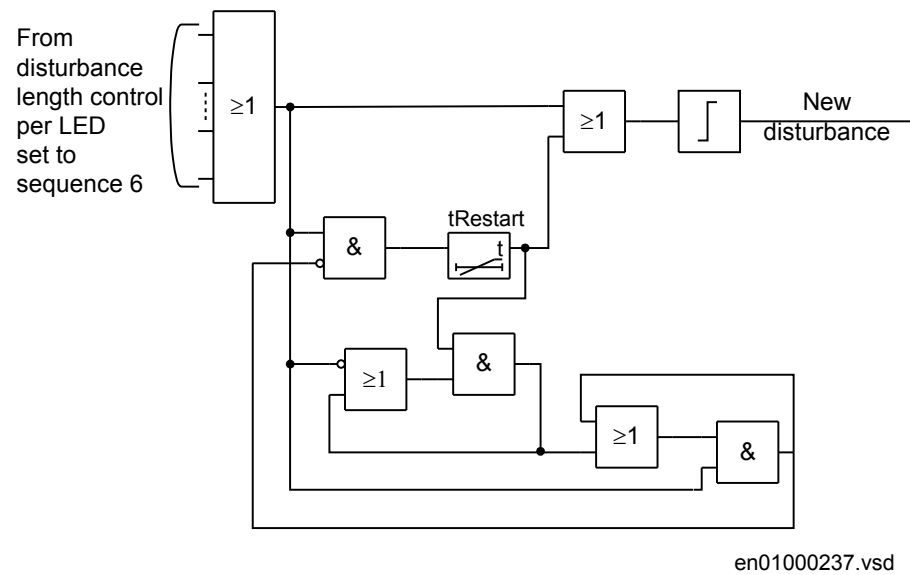 From
disturbance
length control
per LED
set to
sequence 6
≥1
≥1
New
disturbance
&
tRestart
t
≥1
&
≥1
&
en01000237.vsd